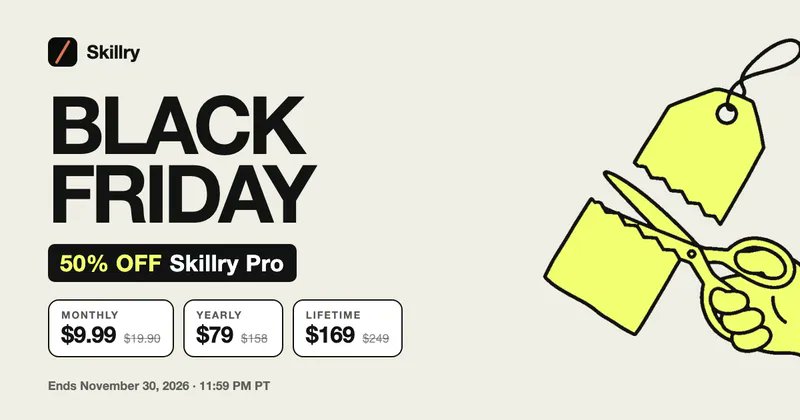 Skillry
BLACK
FRIDAY
50% OFF Skillry Pro
MONTHLY
$9.99 $19.90
YEARLY
$79 $158
LIFETIME
$169 $249
Ends November 30, 2026 · 11:59 PM PT